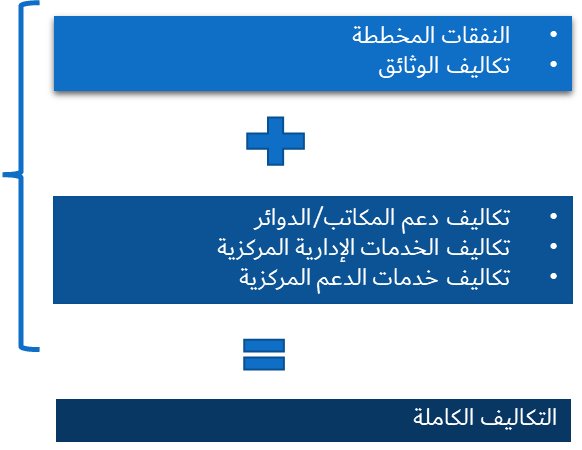 • النفقات المخططة
• تكاليف الوثائق
• تكاليف دعم المكاتب/الدوائر
• تكاليف الخدمات الإدارية المركزية
• تكاليف خدمات الدعم المركزية
التكاليف الكاملة